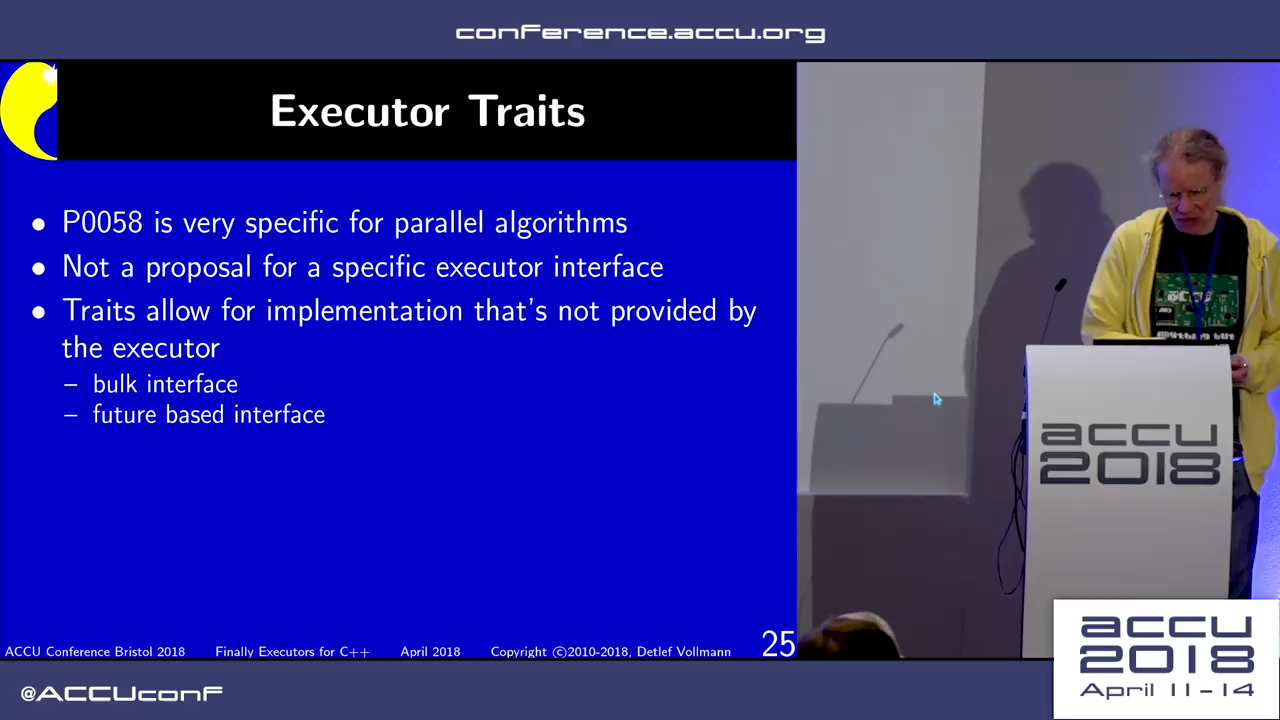 conference.accu.org
Executor Traits
• P0058 is very specific for parallel algorithms
• Not a proposal for a specific executor interface
• Traits allow for implementation that's not provided by
the executor
– bulk interface
– future based interface
ACCU Conference Bristol 2018 Finally Executors for C++ April 2018 Copyright ©2010-2018, Detlef Vollmann 25
accu
accu
2018
accu
2018
April 11-14
@ACCUconf